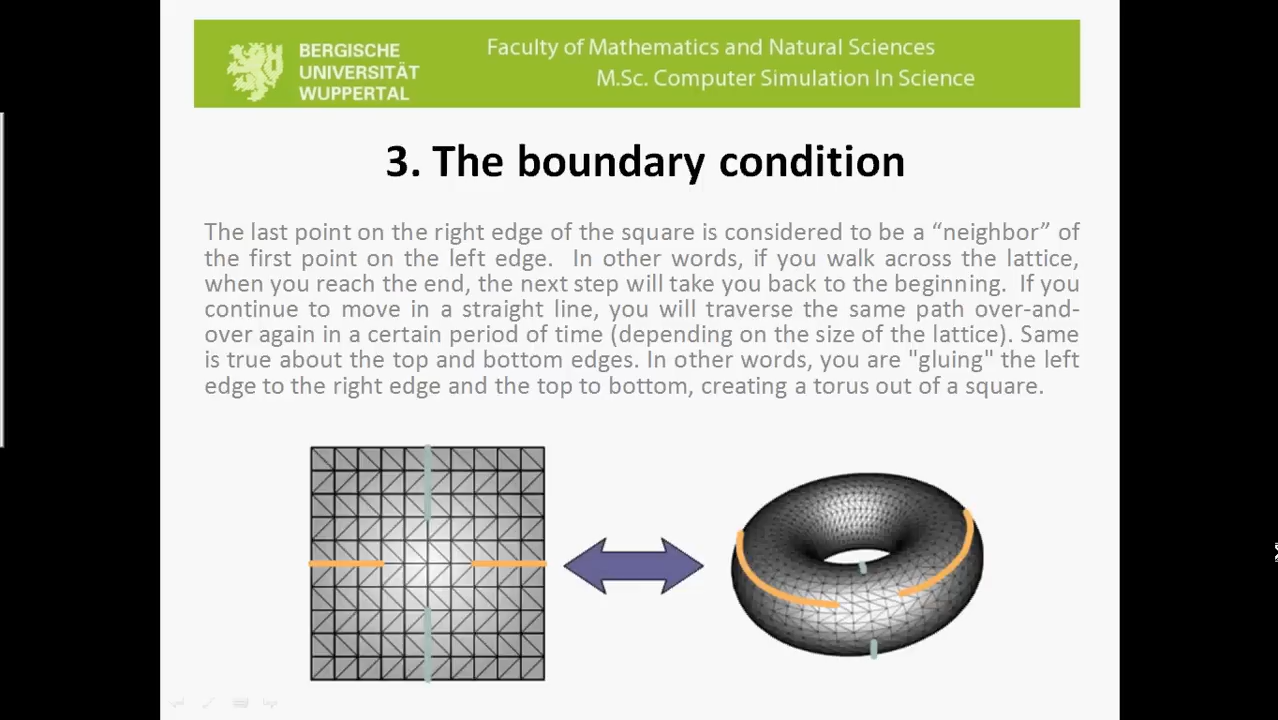 BERGISCHE
UNIVERSITÄT
WUPPERTAL
Faculty of Mathematics and Natural Sciences
M.Sc. Computer Simulation In Science
3. The boundary condition
The last point on the right edge of the square is considered to be a “neighbor” of
the first point on the left edge.  In other words, if you walk across the lattice,
when you reach the end, the next step will take you back to the beginning.  If you
continue to move in a straight line, you will traverse the same path over-and-
over again in a certain period of time (depending on the size of the lattice). Same
is true about the top and bottom edges. In other words, you are "gluing" the left
edge to the right edge and the top to bottom, creating a torus out of a square.